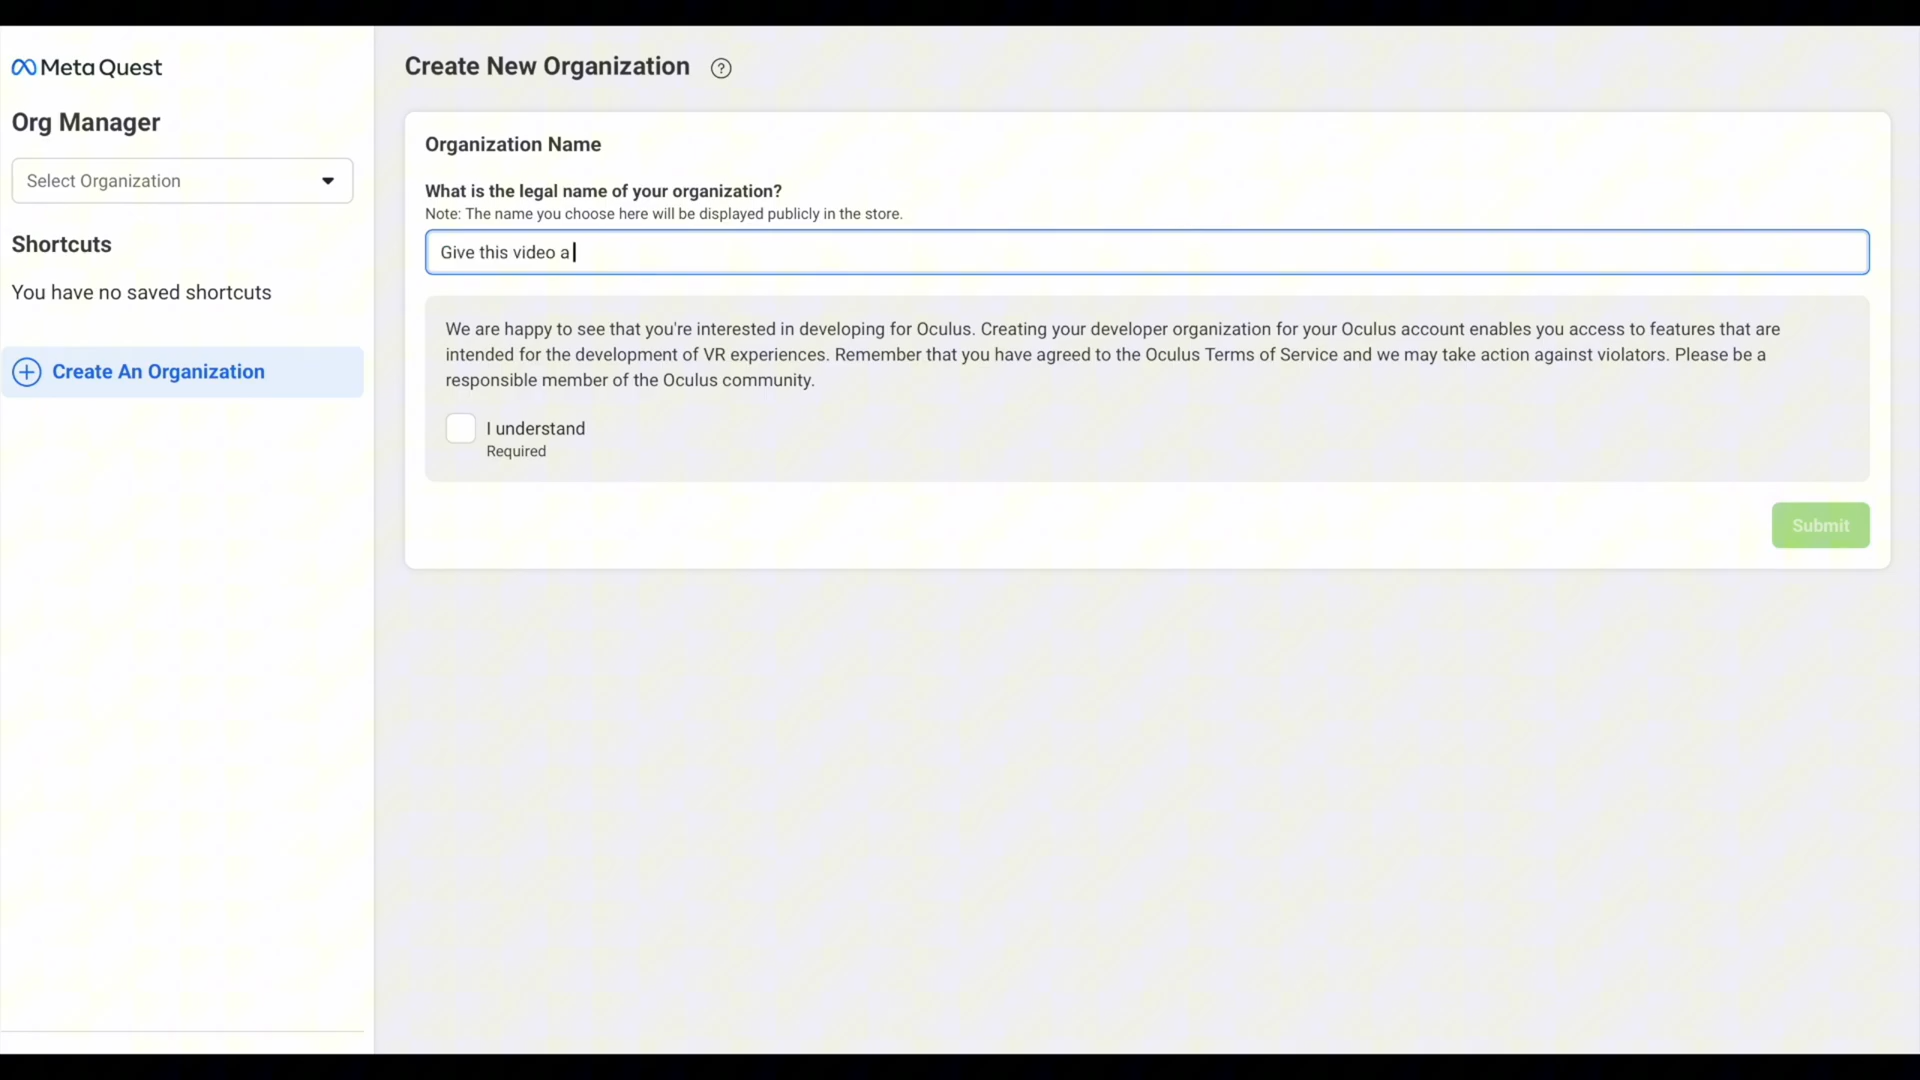 Meta Quest
Org Manager
Select Organization
Shortcuts
You have no saved shortcuts
Create An Organization
Create New Organization ?
Organization Name
What is the legal name of your organization?
Note: The name you choose here will be displayed publicly in the store.
Give this video a
We are happy to see that you're interested in developing for Oculus. Creating your developer organization for your Oculus account enables you access to features that are
intended for the development of VR experiences. Remember that you have agreed to the Oculus Terms of Service and we may take action against violators. Please be a
responsible member of the Oculus community.
I understand
Required
Submit